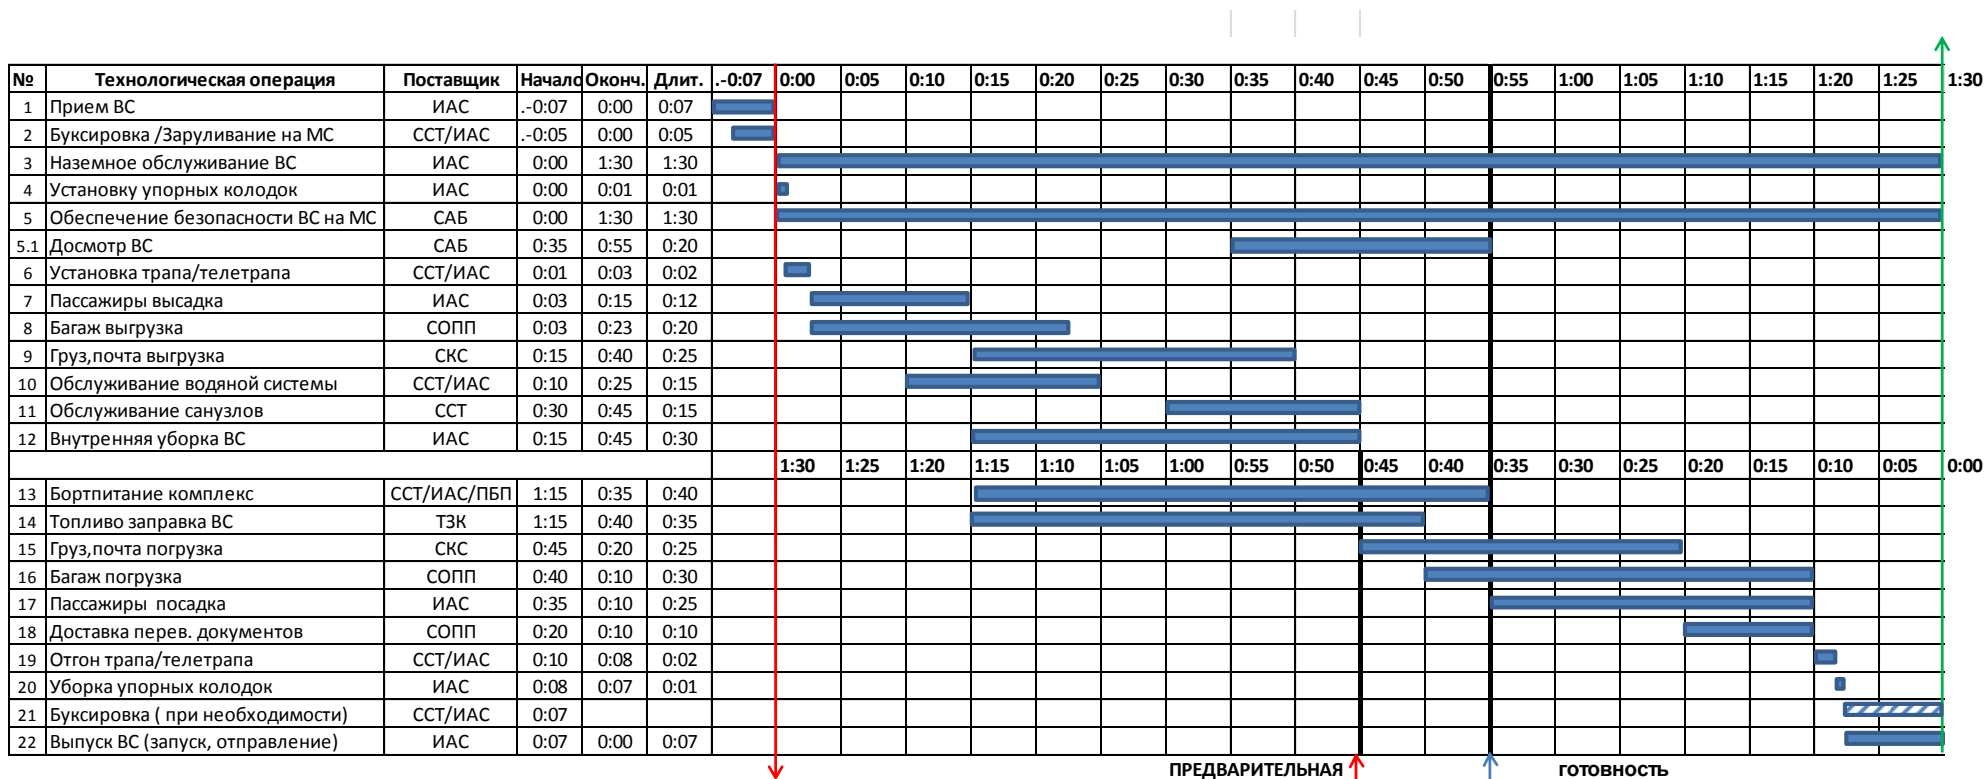 № Технологическая операция Поставщик Начало Оконч. Длит. .-0:07 0:00 0:05 0:10 0:15 0:20 0:25 0:30 0:35 0:40 0:45 0:50 0:55 1:00 1:05 1:10 1:15 1:20 1:25 1:30
1 Прием ВС ИАС .-0:07 0:00 0:07
2 Буксировка /Заруливание на МС ССТ/ИАС .-0:05 0:00 0:05
3 Наземное обслуживание ВС ИАС 0:00 1:30 1:30
4 Установку упорных колодок ИАС 0:00 0:01 0:01
5 Обеспечение безопасности ВС на МС САБ 0:00 1:30 1:30
5.1 Досмотр ВС САБ 0:35 0:55 0:20
6 Установка трапа/телетрапа ССТ/ИАС 0:01 0:03 0:02
7 Пассажиры высадка ИАС 0:03 0:15 0:12
8 Багаж выгрузка СОПП 0:03 0:23 0:20
9 Груз,почта выгрузка СКС 0:15 0:40 0:25
10 Обслуживание водяной системы ССТ/ИАС 0:10 0:25 0:15
11 Обслуживание санузлов ССТ 0:30 0:45 0:15
12 Внутренняя уборка ВС ИАС 0:15 0:45 0:30
1:30 1:25 1:20 1:15 1:10 1:05 1:00 0:55 0:50 0:45 0:40 0:35 0:30 0:25 0:20 0:15 0:10 0:05 0:00
13 Бортпитание комплекс ССТ/ИАС/ПБП 1:15 0:35 0:40
14 Топливо заправка ВС ТЗК 1:15 0:40 0:35
15 Груз,почта погрузка СКС 0:45 0:20 0:25
16 Багаж погрузка СОПП 0:40 0:10 0:30
17 Пассажиры посадка ИАС 0:35 0:10 0:25
18 Доставка перев. документов СОПП 0:20 0:10 0:10
19 Отгон трапа/телетрапа ССТ/ИАС 0:10 0:08 0:02
20 Уборка упорных колодок ИАС 0:08 0:07 0:01
21 Буксировка ( при необходимости) ССТ/ИАС 0:07
22 Выпуск ВС (запуск, отправление) ИАС 0:07 0:00 0:07
ПРЕДВАРИТЕЛЬНАЯ готовность